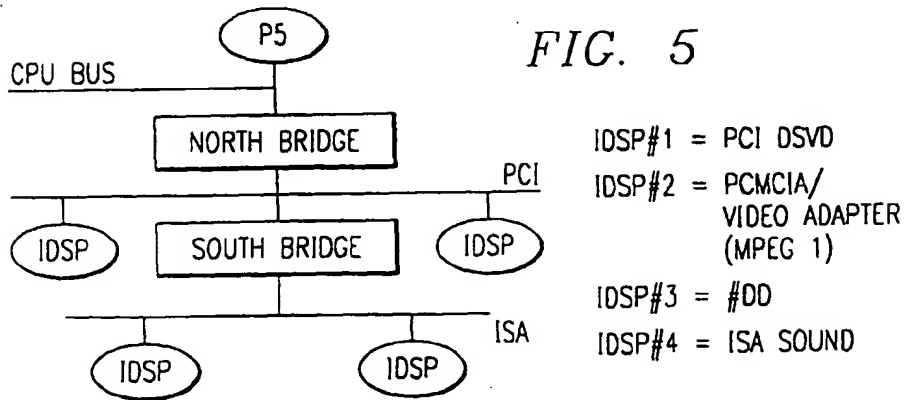 P5
FIG. 5
CPU BUS
NORTH BRIDGE
PCI
IDSP
SOUTH BRIDGE
IDSP
ISA
IDSP
IDSP
IDSP#1 = PCI DSVD
IDSP#2 = PCMCIA/
VIDEO ADAPTER
(MPEG 1)
IDSP#3 = #DD
IDSP#4 = ISA SOUND